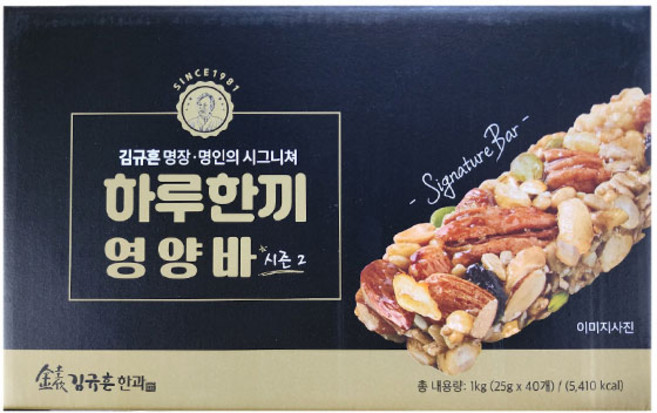 SINCE1981
김규흔 명장·명인의 시그니쳐
하루한끼
영양바 시즌 2
- Signature Bar -
이미지사진
김규흔한과
총 내용량: 1kg (25g x 40개) / (5,410 kcal)